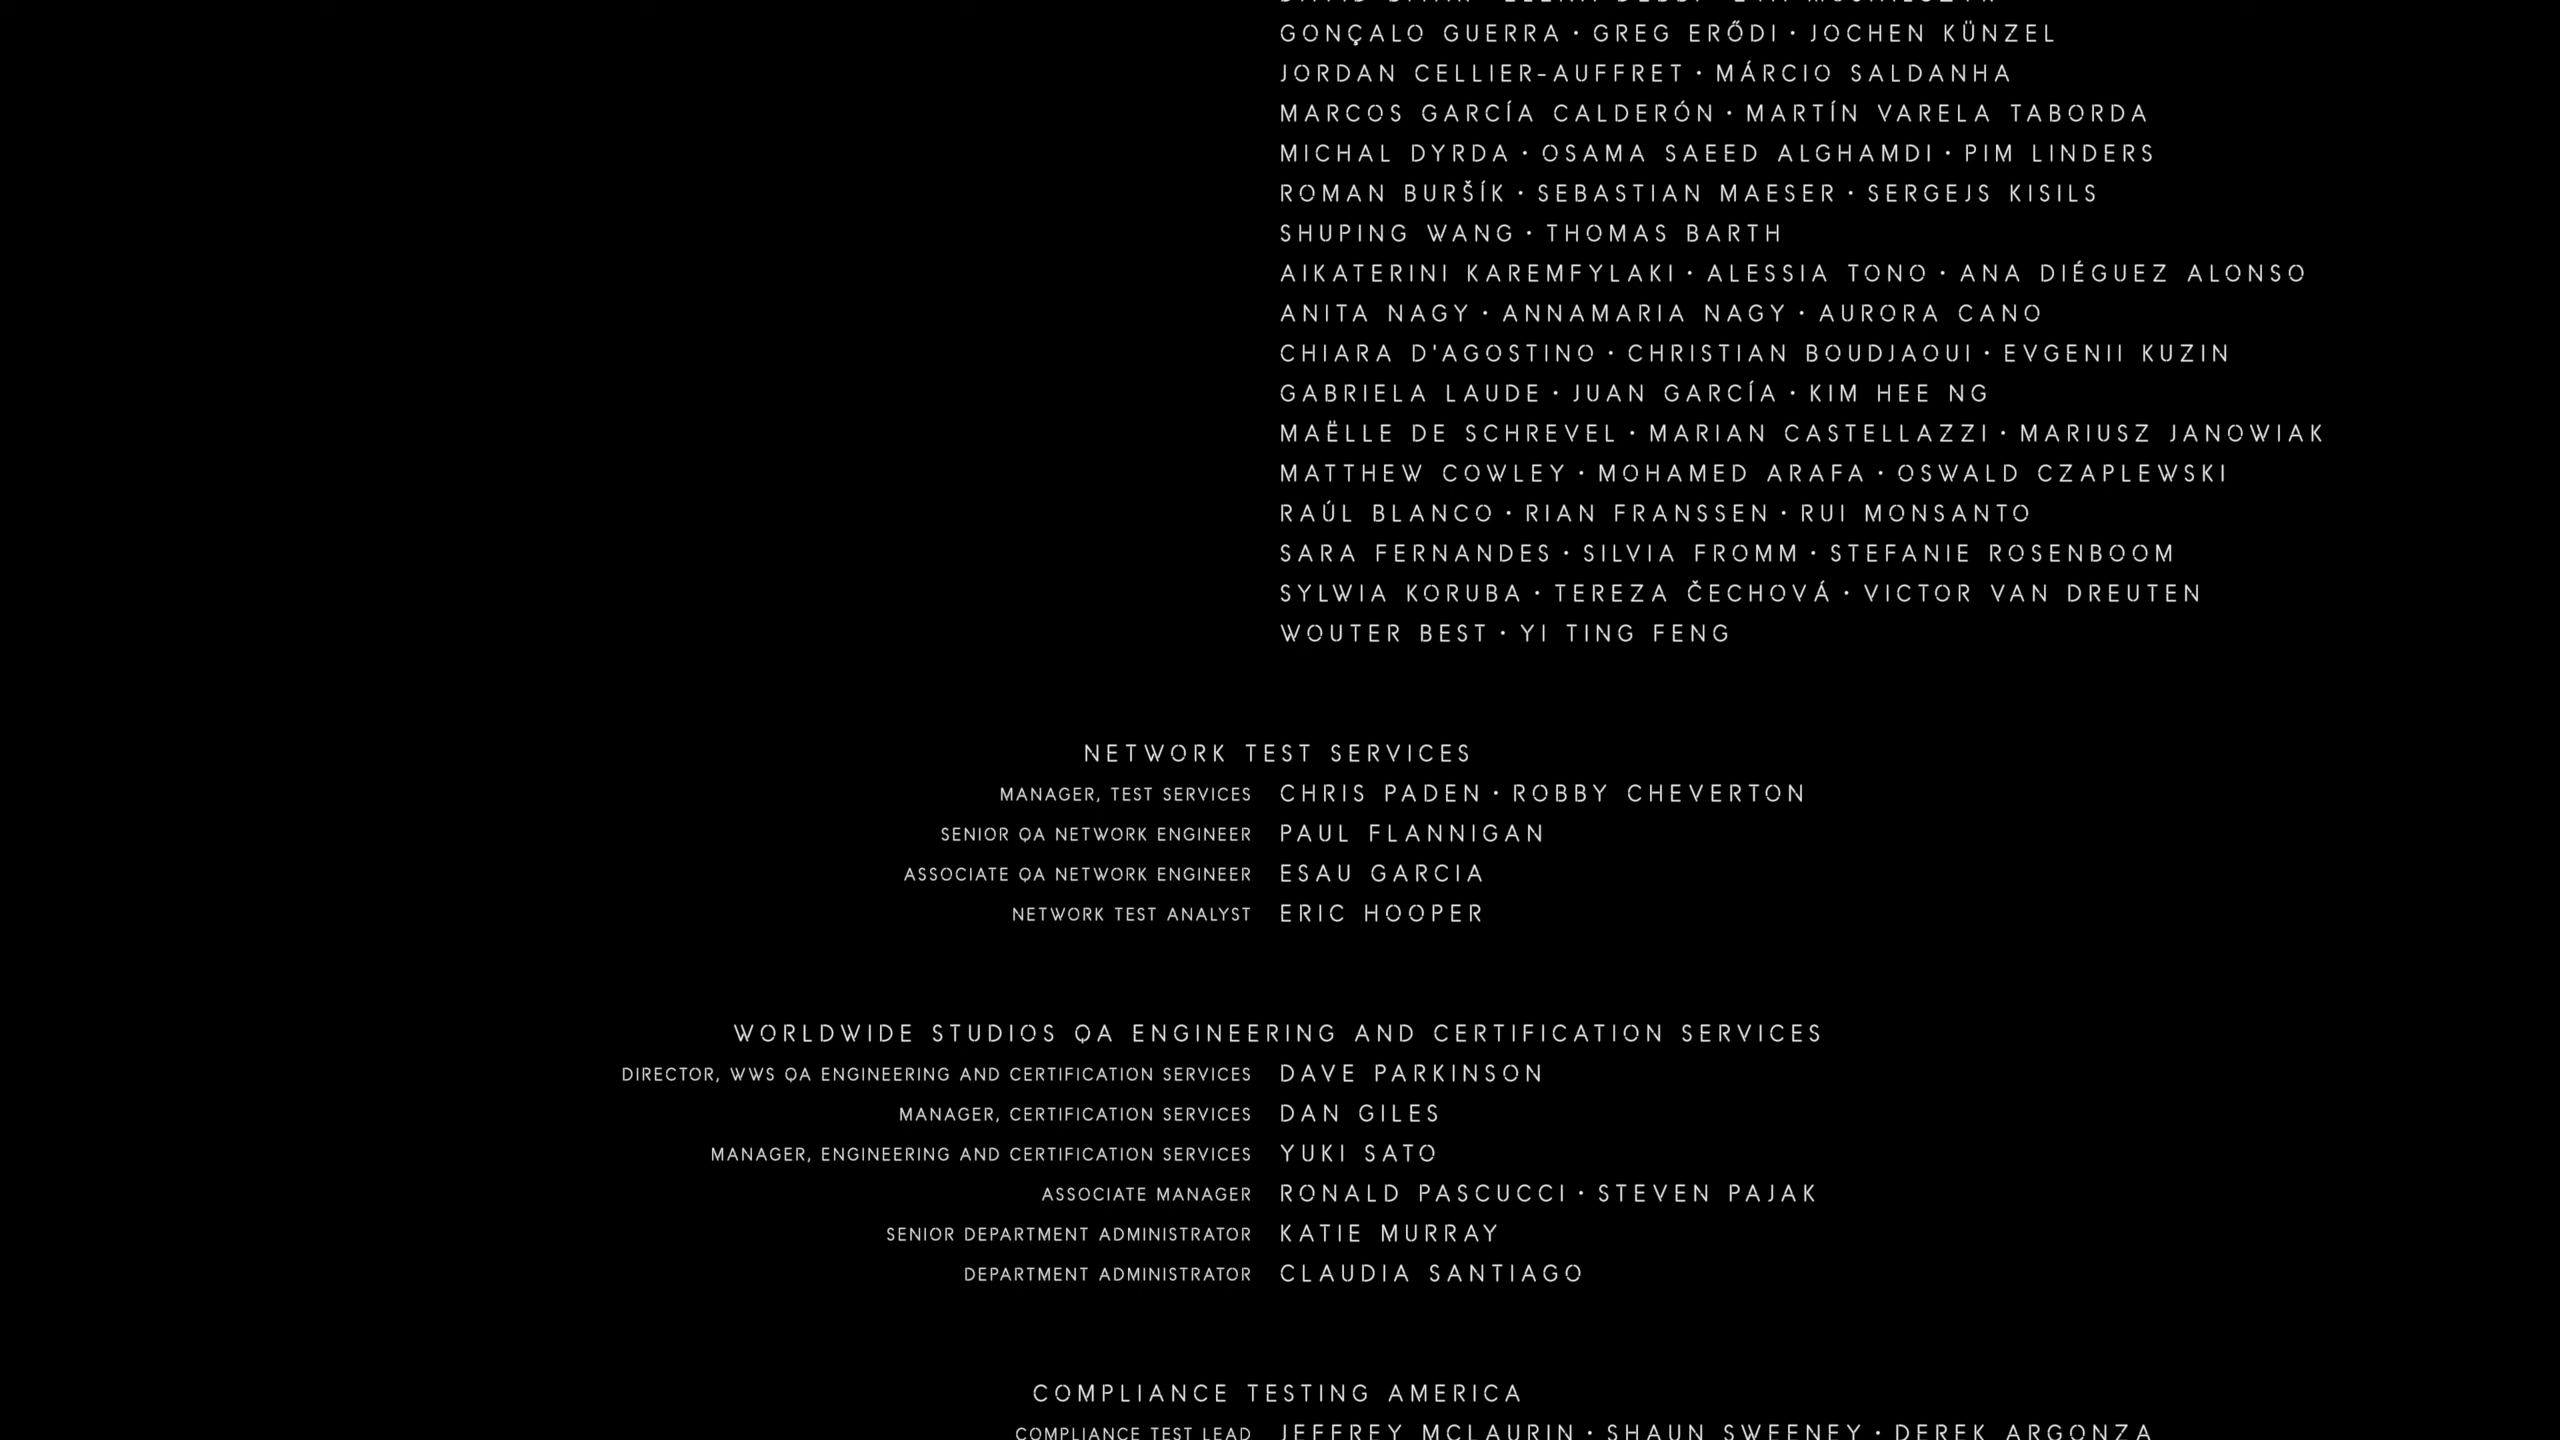 GONÇALO GUERRA • GREG ERŐDI • JOCHEN KÜNZEL
JORDAN CELLIER-AUFFRET • MÁRCIO SALDANHA
MARCOS GARCÍA CALDERÓN • MARTÍN VARELA TABORDA
MICHAL DYRDA • OSAMA SAEED ALGHAMDI • PIM LINDERS
ROMAN BURŠÍK • SEBASTIAN MAESER • SERGEJS KISILS
SHUPING WANG • THOMAS BARTH
AIKATERINI KAREMFYLAKI • ALESSIA TONO • ANA DIÉGUEZ ALONSO
ANITA NAGY • ANNAMARIA NAGY • AURORA CANO
CHIARA D'AGOSTINO • CHRISTIAN BOUDJAOUI • EVGENII KUZIN
GABRIELA LAUDE • JUAN GARCÍA • KIM HEE NG
MAËLLE DE SCHREVEL • MARIAN CASTELLAZZI • MARIUSZ JANOWIAK
MATTHEW COWLEY • MOHAMED ARAFA • OSWALD CZAPLEWSKI
RAÚL BLANCO • RIAN FRANSSEN • RUI MONSANTO
SARA FERNANDES • SILVIA FROMM • STEFANIE ROSENBOOM
SYLWIA KORUBA • TEREZA ČECHOVÁ • VICTOR VAN DREUTEN
WOUTER BEST • YI TING FENG
NETWORK TEST SERVICES
MANAGER, TEST SERVICES CHRIS PADEN • ROBBY CHEVERTON
SENIOR QA NETWORK ENGINEER PAUL FLANNIGAN
ASSOCIATE QA NETWORK ENGINEER ESAU GARCIA
NETWORK TEST ANALYST ERIC HOOPER
WORLDWIDE STUDIOS QA ENGINEERING AND CERTIFICATION SERVICES
DIRECTOR, WWS QA ENGINEERING AND CERTIFICATION SERVICES DAVE PARKINSON
MANAGER, CERTIFICATION SERVICES DAN GILES
MANAGER, ENGINEERING AND CERTIFICATION SERVICES YUKI SATO
ASSOCIATE MANAGER RONALD PASCUCCI • STEVEN PAJAK
SENIOR DEPARTMENT ADMINISTRATOR KATIE MURRAY
DEPARTMENT ADMINISTRATOR CLAUDIA SANTIAGO
COMPLIANCE TESTING AMERICA
COMPLIANCE TEST LEAD JEFFREY MCLAURIN • SHAUN SWEENEY • DEREK ARGONZA